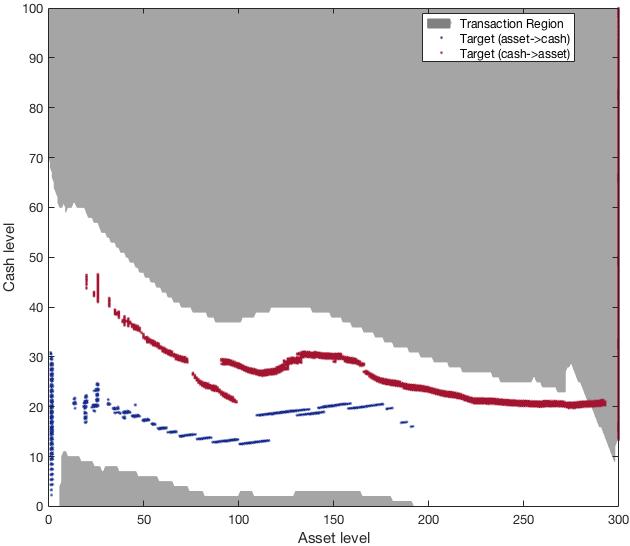 100
90
80
70
60
50
40
30
20
10
0
Cash level
Transaction Region
Target (asset->cash)
Target (cash->asset)
0 50 100 150 200 250 300
Asset level